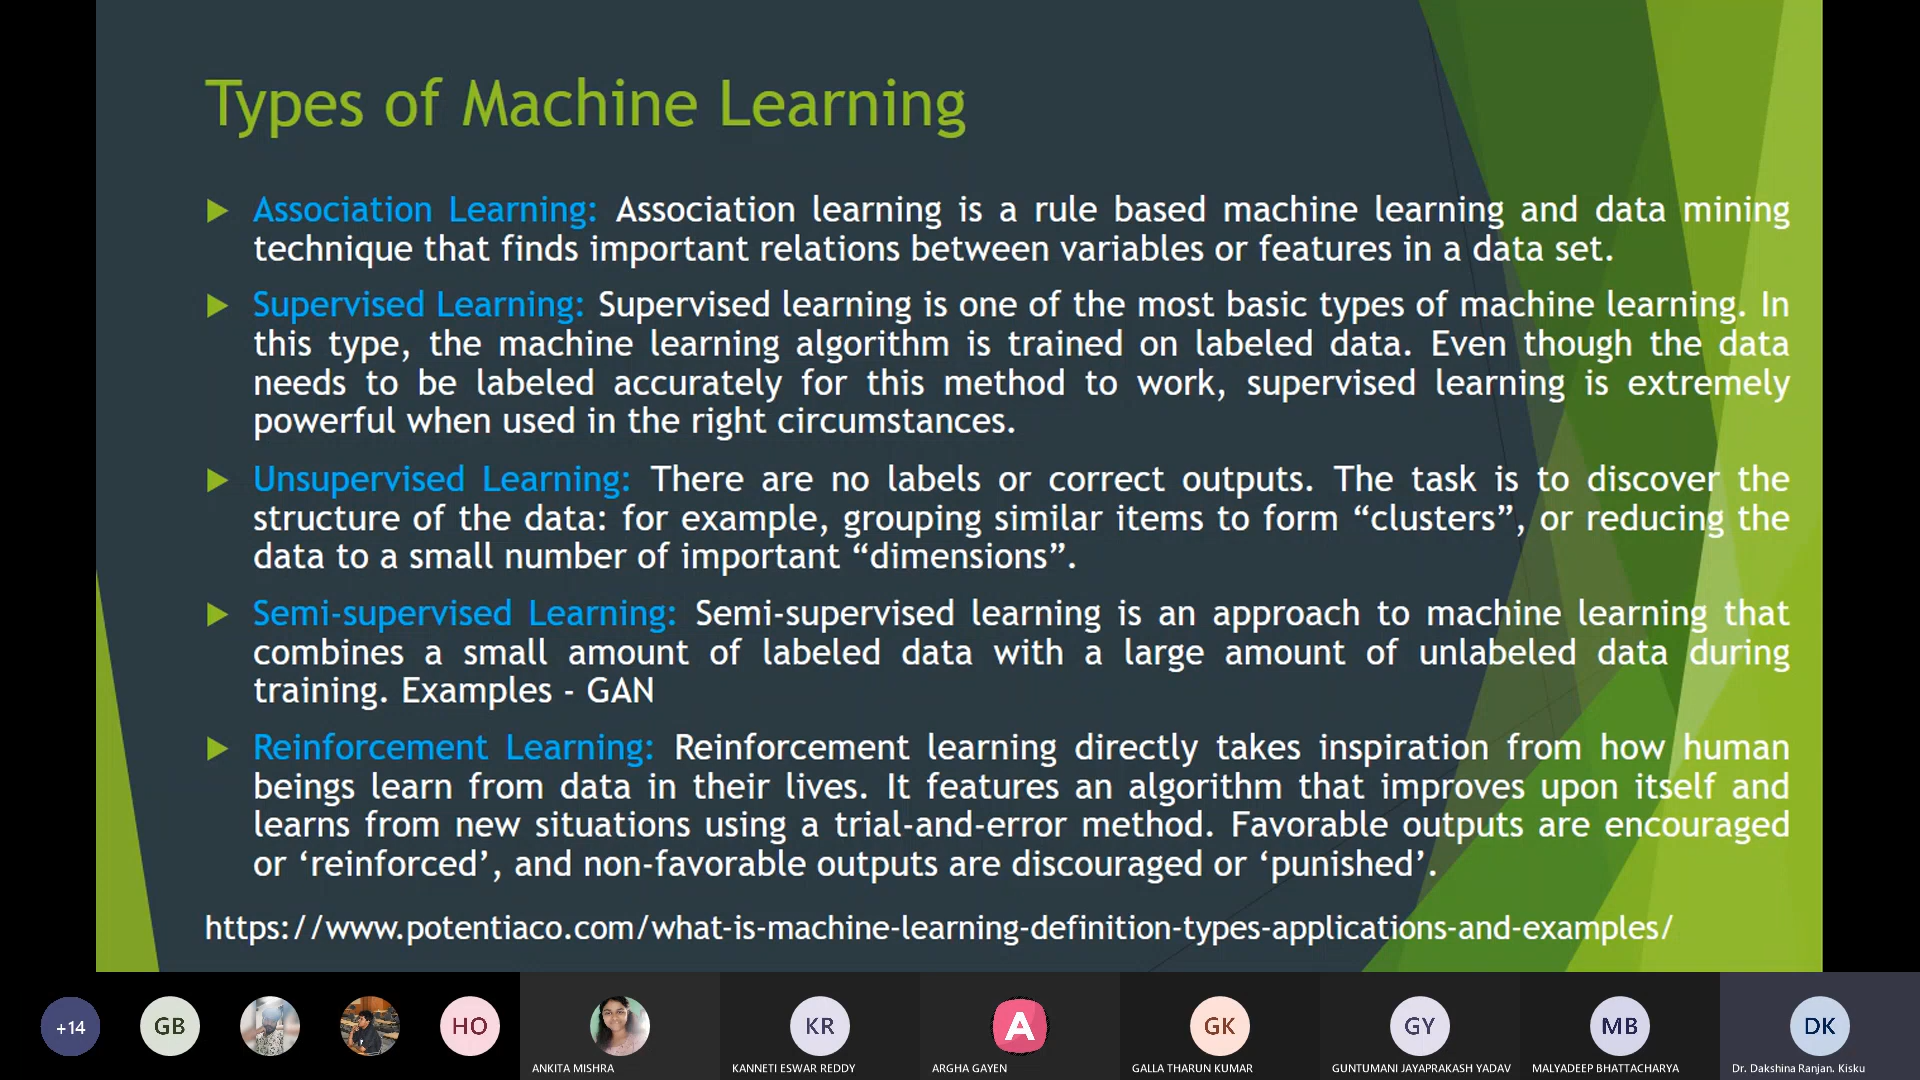 Types of Machine Learning
Association Learning: Association learning is a rule based machine learning and data mining
technique that finds important relations between variables or features in a data set.
Supervised Learning: Supervised learning is one of the most basic types of machine learning. In
this type, the machine learning algorithm is trained on labeled data. Even though the data
needs to be labeled accurately for this method to work, supervised learning is extremely
powerful when used in the right circumstances.
Unsupervised Learning: There are no labels or correct outputs. The task is to discover the
structure of the data: for example, grouping similar items to form “clusters”, or reducing the
data to a small number of important “dimensions”.
Semi-supervised Learning: Semi-supervised learning is an approach to machine learning that
combines a small amount of labeled data with a large amount of unlabeled data during
training. Examples - GAN
Reinforcement Learning: Reinforcement learning directly takes inspiration from how human
beings learn from data in their lives. It features an algorithm that improves upon itself and
learns from new situations using a trial-and-error method. Favorable outputs are encouraged
or ‘reinforced’, and non-favorable outputs are discouraged or ‘punished’.
https://www.potentiaco.com/what-is-machine-learning-definition-types-applications-and-examples/
+14 GB HO KR A GK GY MB DK
ANKITA MISHRA KANNETI ESWAR REDDY ARGHA GAYEN GALLA THARUN KUMAR GUNTUMANI JAYAPRAKASH YADAV MALYADEEP BHATTACHARYA Dr. Dakshina Ranjan. Kisku